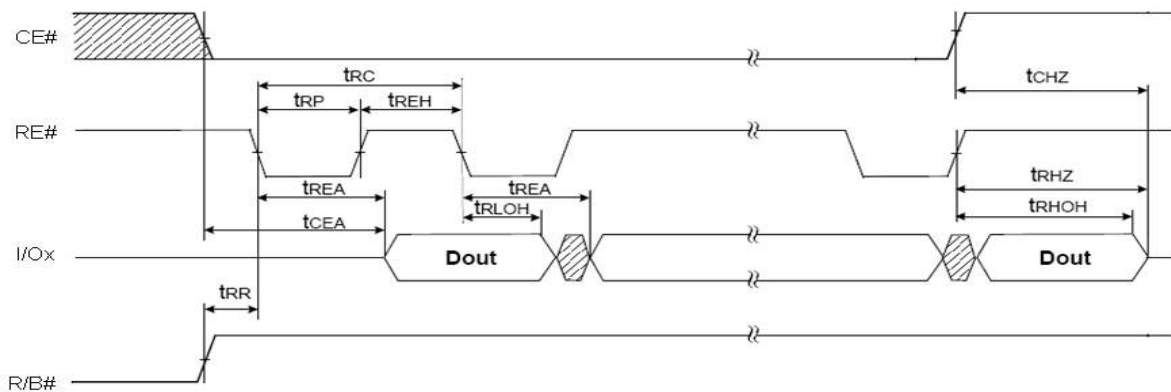 CE#
tRC
tCHZ
tRP
tREH
RE#
tREA
tREA
tRHZ
tRLOH
tRHOH
tCEA
I/Ox
Dout
Dout
tRR
R/B#